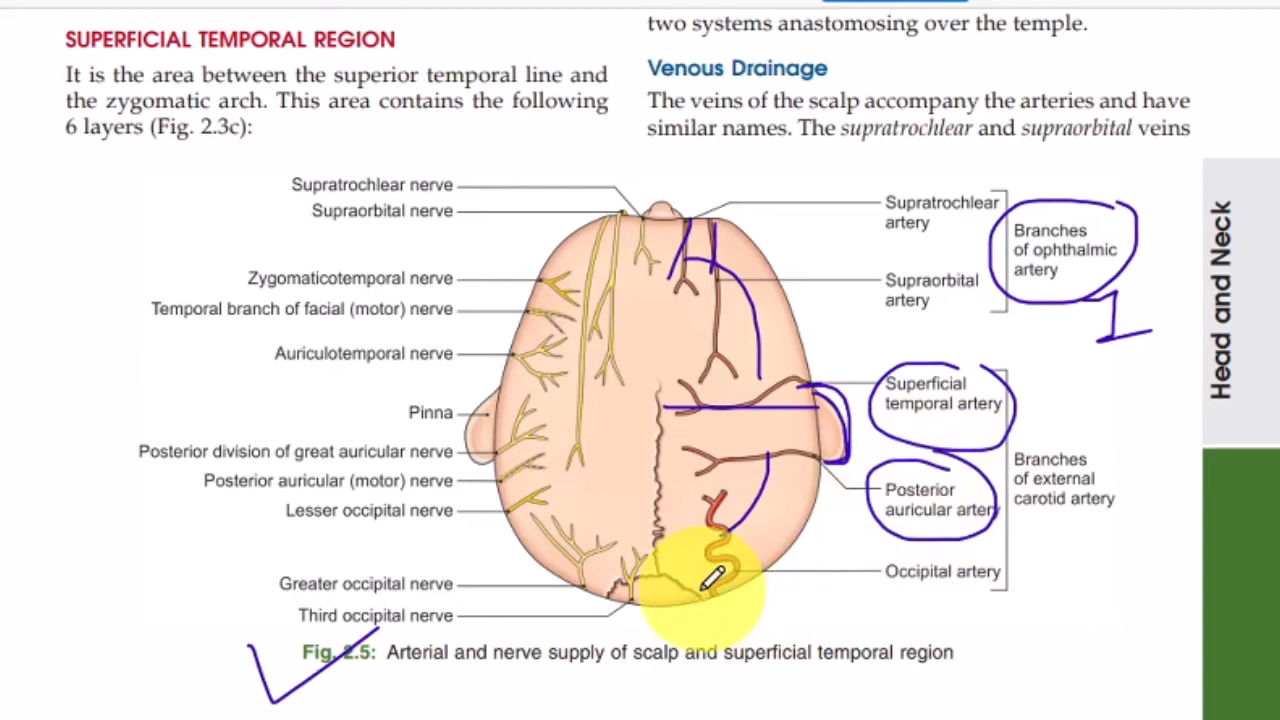 SUPERFICIAL TEMPORAL REGION
It is the area between the superior temporal line and
the zygomatic arch. This area contains the following
6 layers (Fig. 2.3c):
two systems anastomosing over the temple.
Venous Drainage
The veins of the scalp accompany the arteries and have
similar names. The supratrochlear and supraorbital veins
Supratrochlear nerve
Supraorbital nerve
Zygomaticotemporal nerve
Temporal branch of facial (motor) nerve
Auriculotemporal nerve
Pinna
Posterior division of great auricular nerve
Posterior auricular (motor) nerve
Lesser occipital nerve
Greater occipital nerve
Third occipital nerve
Supratrochlear
artery
Supraorbital
artery
Branches
of ophthalmic
artery
1
Superficial
temporal artery
Posterior
auricular artery
Occipital artery
Branches
of external
carotid artery
Fig. 2.5: Arterial and nerve supply of scalp and superficial temporal region
Head and Neck